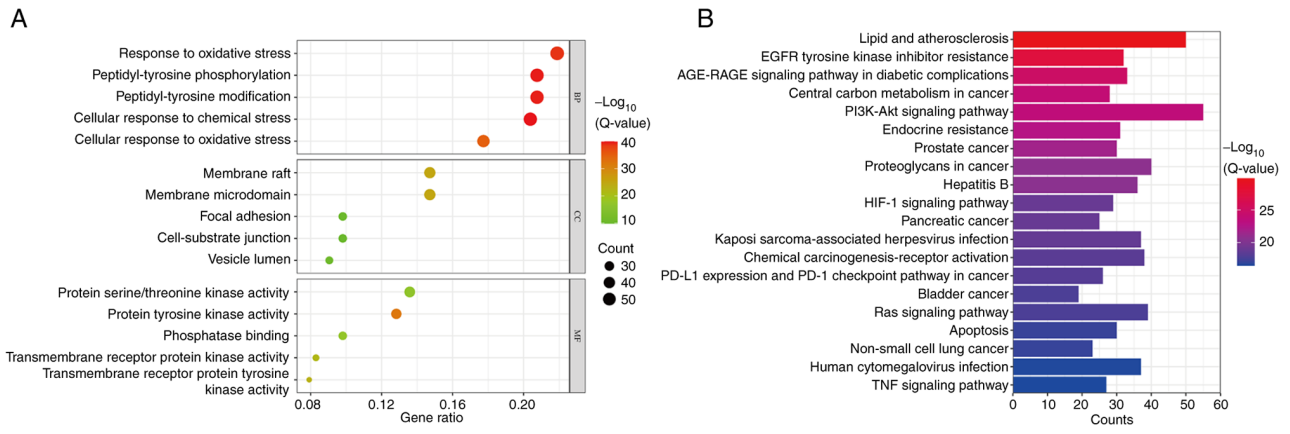 A
Response to oxidative stress
Peptidyl-tyrosine phosphorylation
Peptidyl-tyrosine modification
Cellular response to chemical stress
Cellular response to oxidative stress
BP
Membrane raft
Membrane microdomain
Focal adhesion
Cell-substrate junction
Vesicle lumen
CC
Protein serine/threonine kinase activity
Protein tyrosine kinase activity
Phosphatase binding
Transmembrane receptor protein kinase activity
Transmembrane receptor protein tyrosine
kinase activity
MF
0.08 0.12 0.16 0.20
Gene ratio
–Log10
(Q-value)
40
30
20
10
Count
30
40
50
B
Lipid and atherosclerosis
EGFR tyrosine kinase inhibitor resistance
AGE-RAGE signaling pathway in diabetic complications
Central carbon metabolism in cancer
PI3K-Akt signaling pathway
Endocrine resistance
Prostate cancer
Proteoglycans in cancer
Hepatitis B
HIF-1 signaling pathway
Pancreatic cancer
Kaposi sarcoma-associated herpesvirus infection
Chemical carcinogenesis-receptor activation
PD-L1 expression and PD-1 checkpoint pathway in cancer
Bladder cancer
Ras signaling pathway
Apoptosis
Non-small cell lung cancer
Human cytomegalovirus infection
TNF signaling pathway
0 10 20 30 40 50 60
Counts
–Log10
(Q-value)
25
20